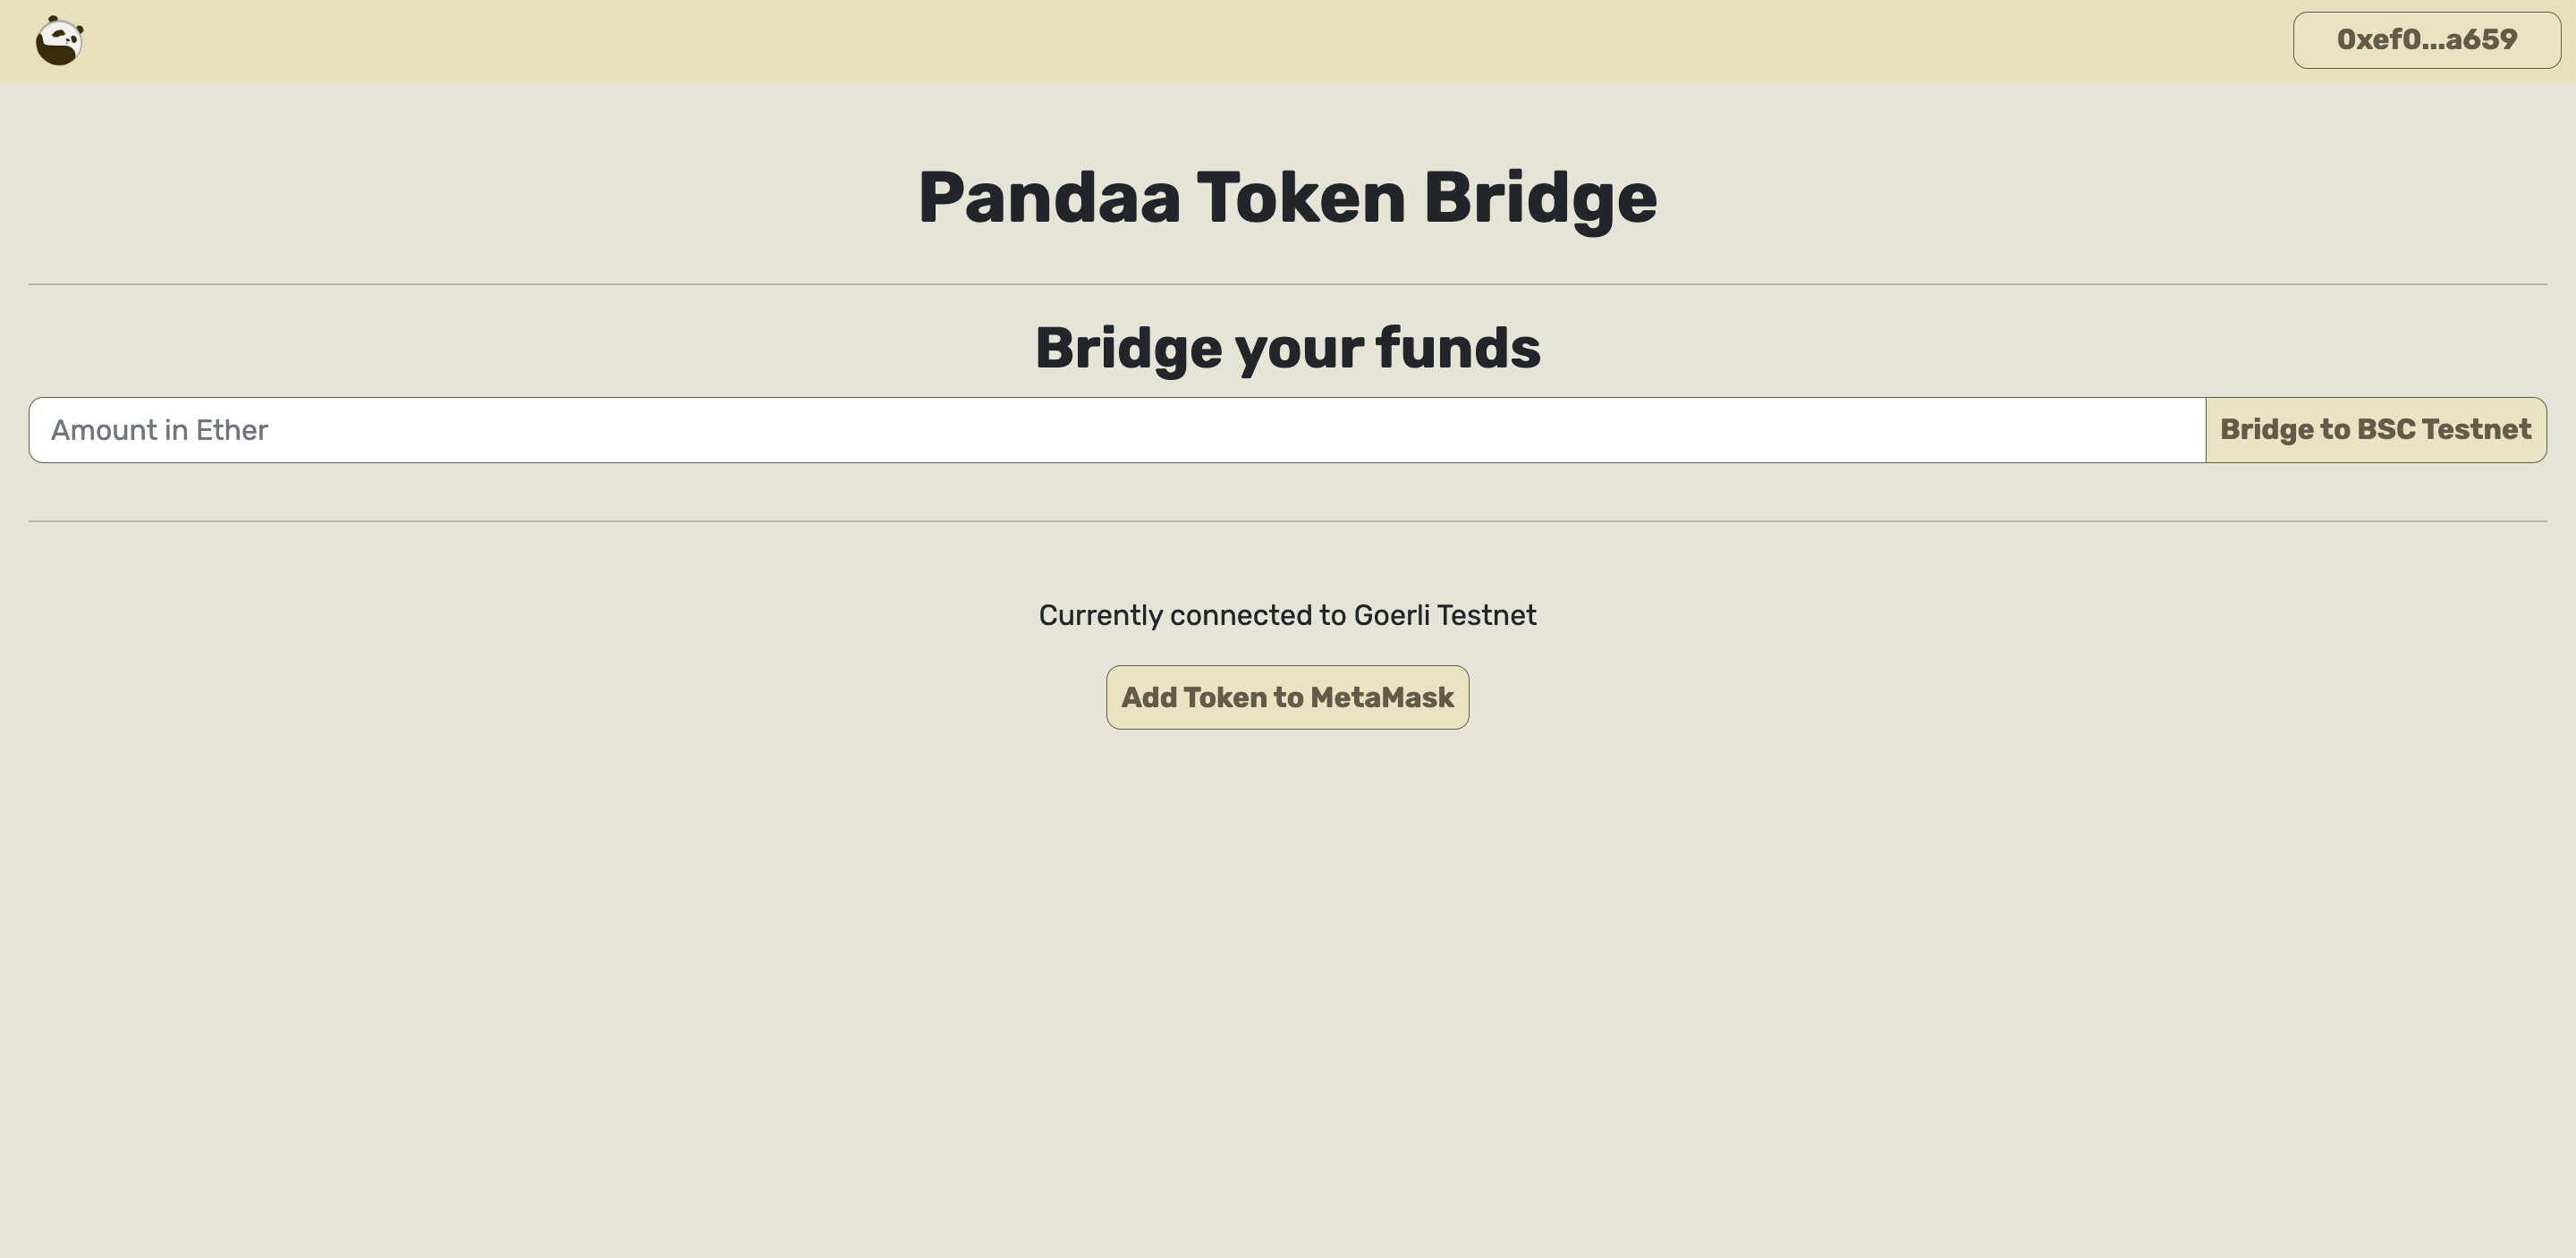 0xef0...a659
Pandaa Token Bridge
Bridge your funds
Amount in Ether
Bridge to BSC Testnet
Currently connected to Goerli Testnet
Add Token to MetaMask